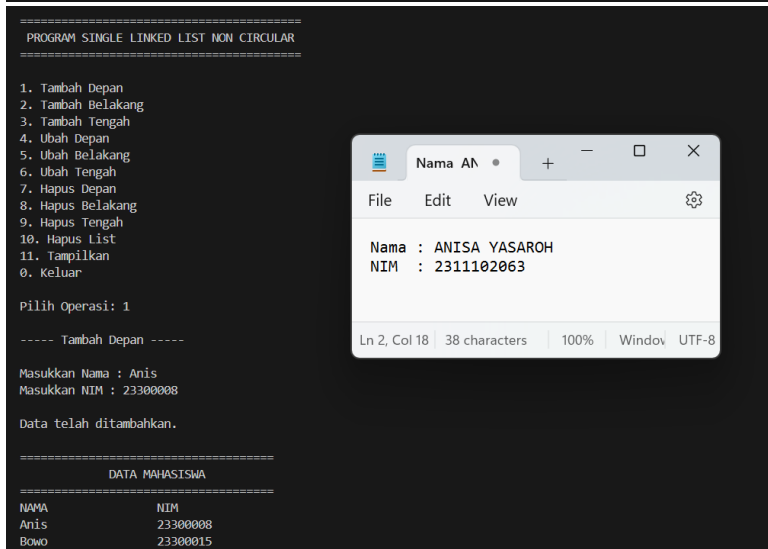 =========================================
PROGRAM SINGLE LINKED LIST NON CIRCULAR
=========================================
1. Tambah Depan
2. Tambah Belakang
3. Tambah Tengah
4. Ubah Depan
5. Ubah Belakang
6. Ubah Tengah
7. Hapus Depan
8. Hapus Belakang
9. Hapus Tengah
10. Hapus List
11. Tampilkan
0. Keluar
Pilih Operasi: 1
----- Tambah Depan -----
Masukkan Nama : Anis
Masukkan NIM : 23300008
Data telah ditambahkan.
=====================================
DATA MAHASISWA
=====================================
NAMA NIM
Anis 23300008
Bowo 23300015
Nama AN
File Edit View
Nama : ANISA YASAROH
NIM : 2311102063
Ln 2, Col 18 38 characters 100% Window UTF-8